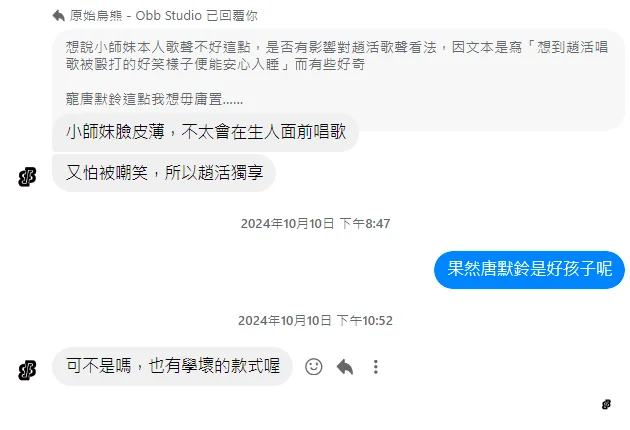 原始鳥熊 - Obb Studio 已回覆你
想說小師妹本人歌聲不好這點，是否有影響對趙活歌聲看法，因文本是寫「想到趙活唱
歌被毆打的好笑樣子便能安心入睡」而有些好奇
寵唐默鈴這點我想毋庸置......
小師妹臉皮薄，不太會在生人面前唱歌
又怕被嘲笑，所以趙活獨享
2024年10月10日 下午8:47
果然唐默鈴是好孩子呢
2024年10月10日 下午10:52
可不是嗎，也有學壞的款式喔